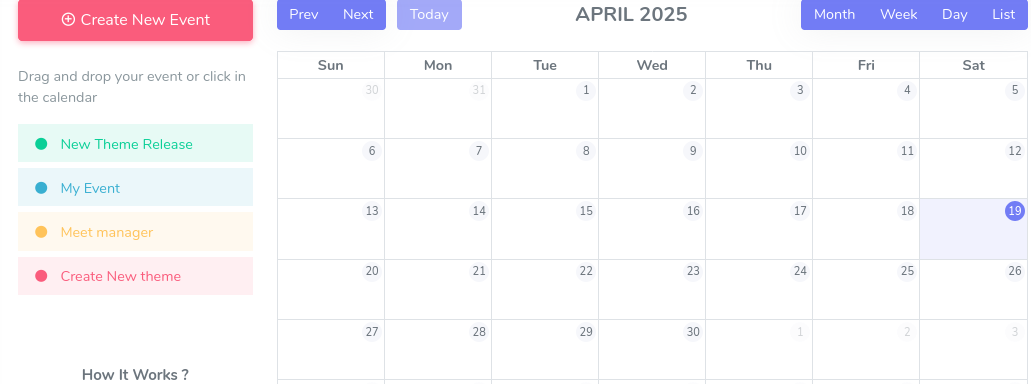 Create New Event
Drag and drop your event or click in
the calendar
New Theme Release
My Event
Meet manager
Create New theme
How It Works ?
Prev Next Today APRIL 2025 Month Week Day List
Sun Mon Tue Wed Thu Fri Sat
30 31 1 2 3 4 5
6 7 8 9 10 11 12
13 14 15 16 17 18 19
20 21 22 23 24 25 26
27 28 29 30 1 2 3